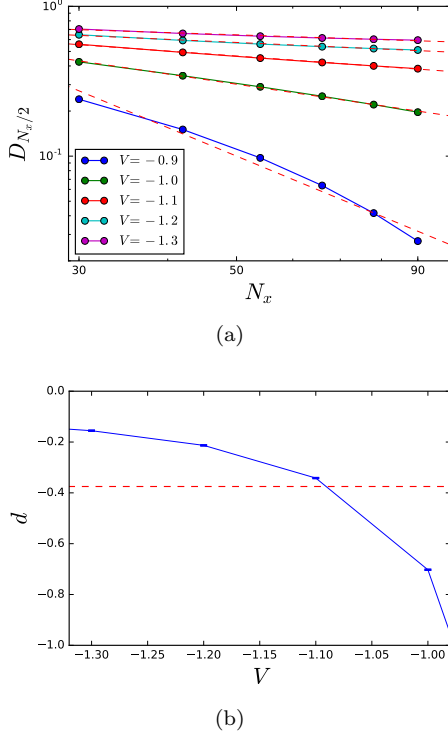 10^0
10^{-1}
D_{N_x/2}
V = −0.9
V = −1.0
V = −1.1
V = −1.2
V = −1.3
30 50 90
N_x
(a)
0.0
−0.2
−0.4
−0.6
−0.8
−1.0
d
−1.30 −1.25 −1.20 −1.15 −1.10 −1.05 −1.00
V
(b)